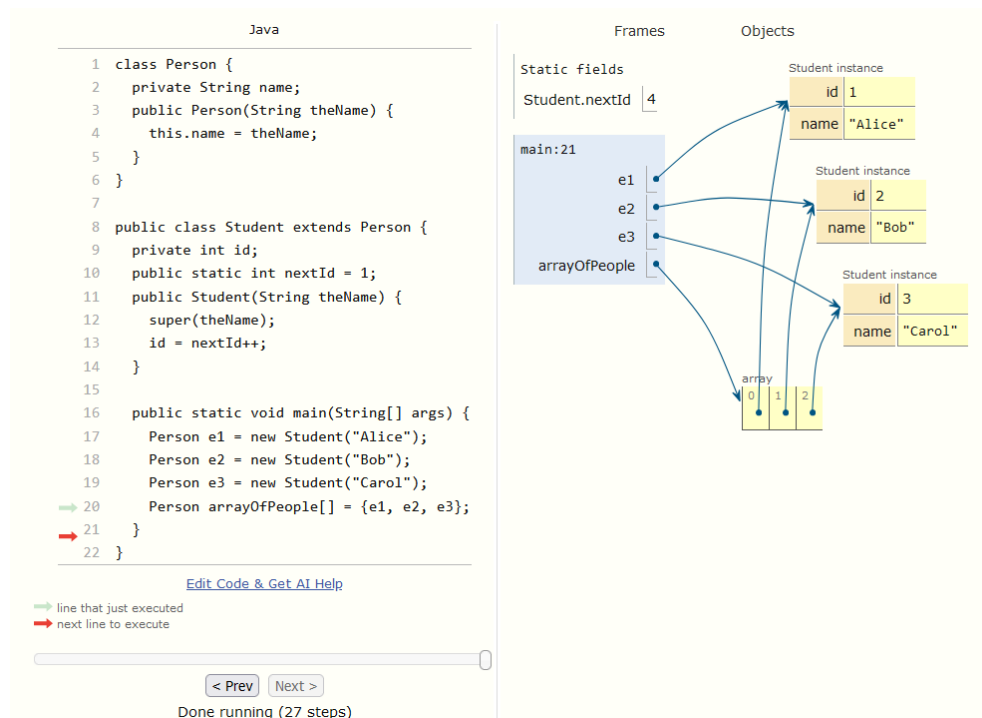 Java
1 class Person {
2 private String name;
3 public Person(String theName) {
4 this.name = theName;
5 }
6 }
7
8 public class Student extends Person {
9 private int id;
10 public static int nextId = 1;
11 public Student(String theName) {
12 super(theName);
13 id = nextId++;
14 }
15
16 public static void main(String[] args) {
17 Person e1 = new Student("Alice");
18 Person e2 = new Student("Bob");
19 Person e3 = new Student("Carol");
20 Person arrayOfPeople[] = {e1, e2, e3};
21 }
22 }
Edit Code & Get AI Help
line that just executed
next line to execute
< Prev Next >
Done running (27 steps)
Frames Objects
Static fields
Student.nextId 4
main:21
e1
e2
e3
arrayOfPeople
Student instance
id 1
name "Alice"
Student instance
id 2
name "Bob"
Student instance
id 3
name "Carol"
array
0 1 2